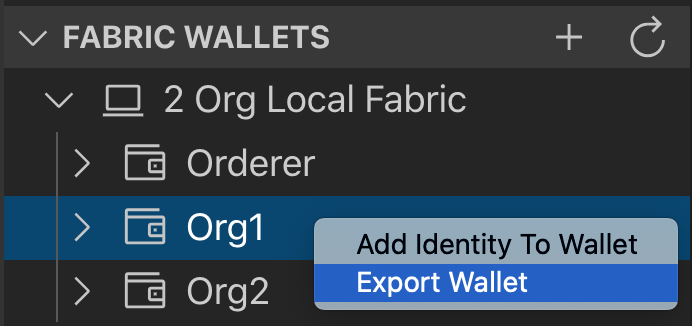 FABRIC WALLETS
2 Org Local Fabric
Orderer
Org1
Add Identity To Wallet
Export Wallet
Org2